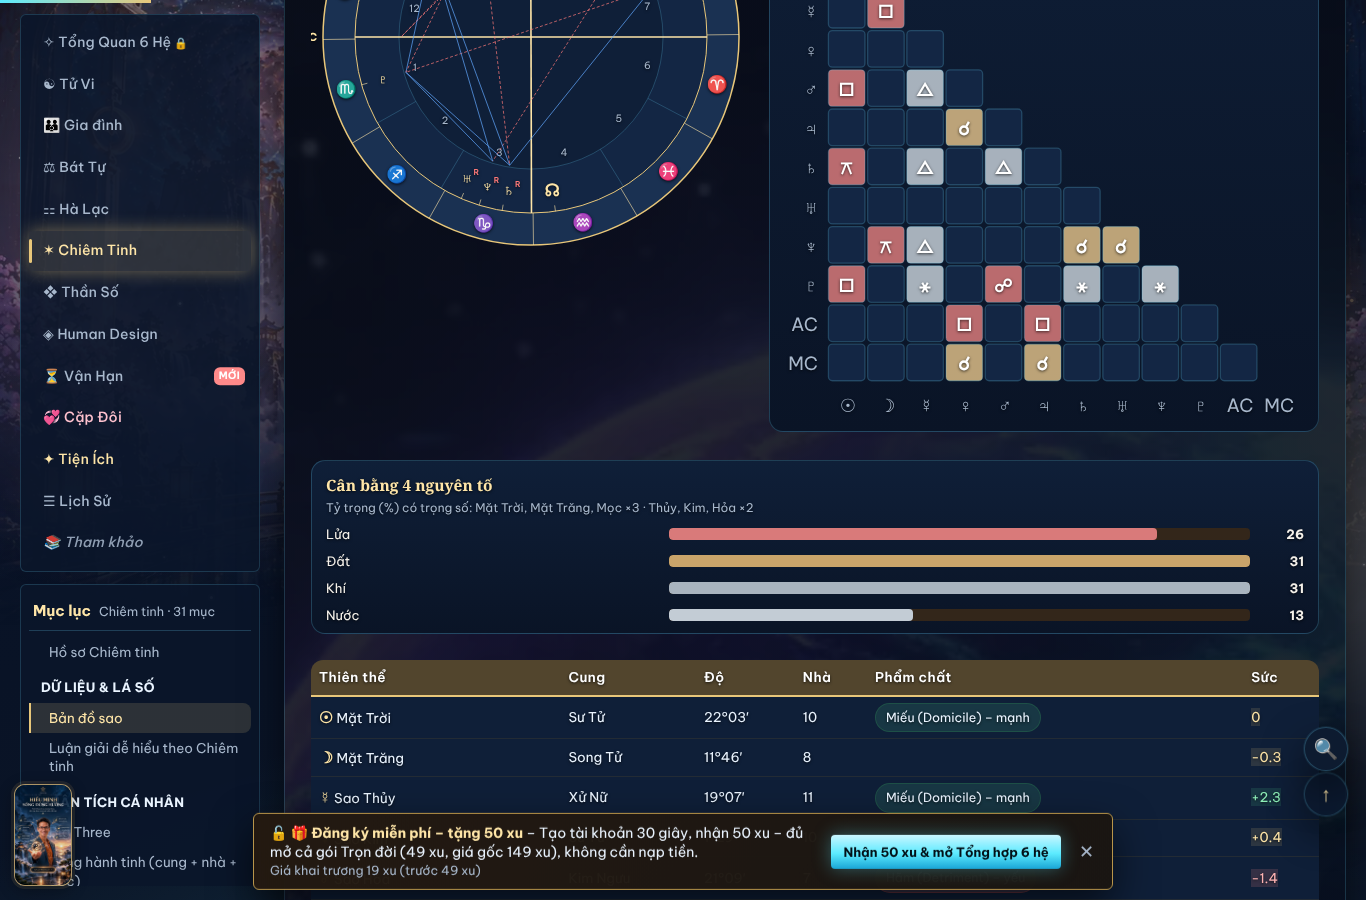 ✧ Tổng Quan 6 Hệ 🔒
☯ Tử Vi
👪 Gia đình
⚖ Bát Tự
⚏ Hà Lạc
✶ Chiêm Tinh
❖ Thần Số
◈ Human Design
⏳ Vận Hạn MỚI
💞 Cặp Đôi
✦ Tiện Ích
☰ Lịch Sử
📚 Tham khảo
Mục lục Chiêm tinh · 31 mục
Hồ sơ Chiêm tinh
DỮ LIỆU & LÁ SỐ
Bản đồ sao
Luận giải dễ hiểu theo Chiêm
tinh
N TÍCH CÁ NHÂN
Three
g hành tinh (cung + nhà +
12
7
1
6
2
5
3
4
R
R
R
♏ ♇ ♈
♐ ♅ ♆ ♄ ☊ ♓
♑ ♒
☿
♀
♂
♃
♄
♅
♆
♇
AC
MC
☉ ☽ ☿ ♀ ♂ ♃ ♄ ♅ ♆ ♇ AC MC
Cân bằng 4 nguyên tố
Tỷ trọng (%) có trọng số: Mặt Trời, Mặt Trăng, Mọc ×3 · Thủy, Kim, Hỏa ×2
Lửa 26
Đất 31
Khí 31
Nước 13
Thiên thể Cung Độ Nhà Phẩm chất Sức
☉ Mặt Trời Sư Tử 22°03′ 10 Miếu (Domicile) – mạnh 0
☽ Mặt Trăng Song Tử 11°46′ 8 −0.3
☿ Sao Thủy Xử Nữ 19°07′ 11 Miếu (Domicile) – mạnh +2.3
+0.4
−1.4
🔓 🎁 Đăng ký miễn phí – tặng 50 xu – Tạo tài khoản 30 giây, nhận 50 xu – đủ
mở cả gói Trọn đời (49 xu, giá gốc 149 xu), không cần nạp tiền.
Giá khai trương 19 xu (trước 49 xu)
Nhận 50 xu & mở Tổng hợp 6 hệ ✕
🔍
↑